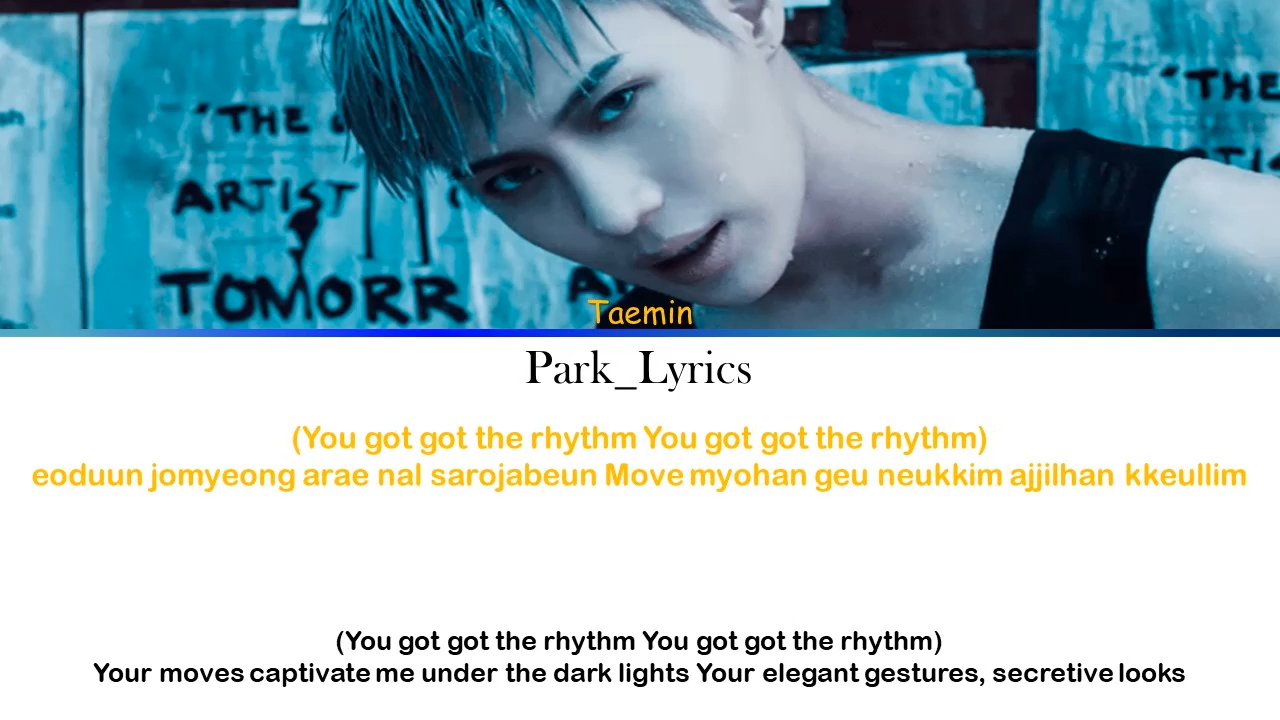 "THE
ARTIST
TOMORR
"THE
Taemin
Park_Lyrics
(You got got the rhythm You got got the rhythm)
eoduun jomyeong arae nal sarojabeun Move myohan geu neukkim ajjilhan kkeullim
(You got got the rhythm You got got the rhythm)
Your moves captivate me under the dark lights Your elegant gestures, secretive looks